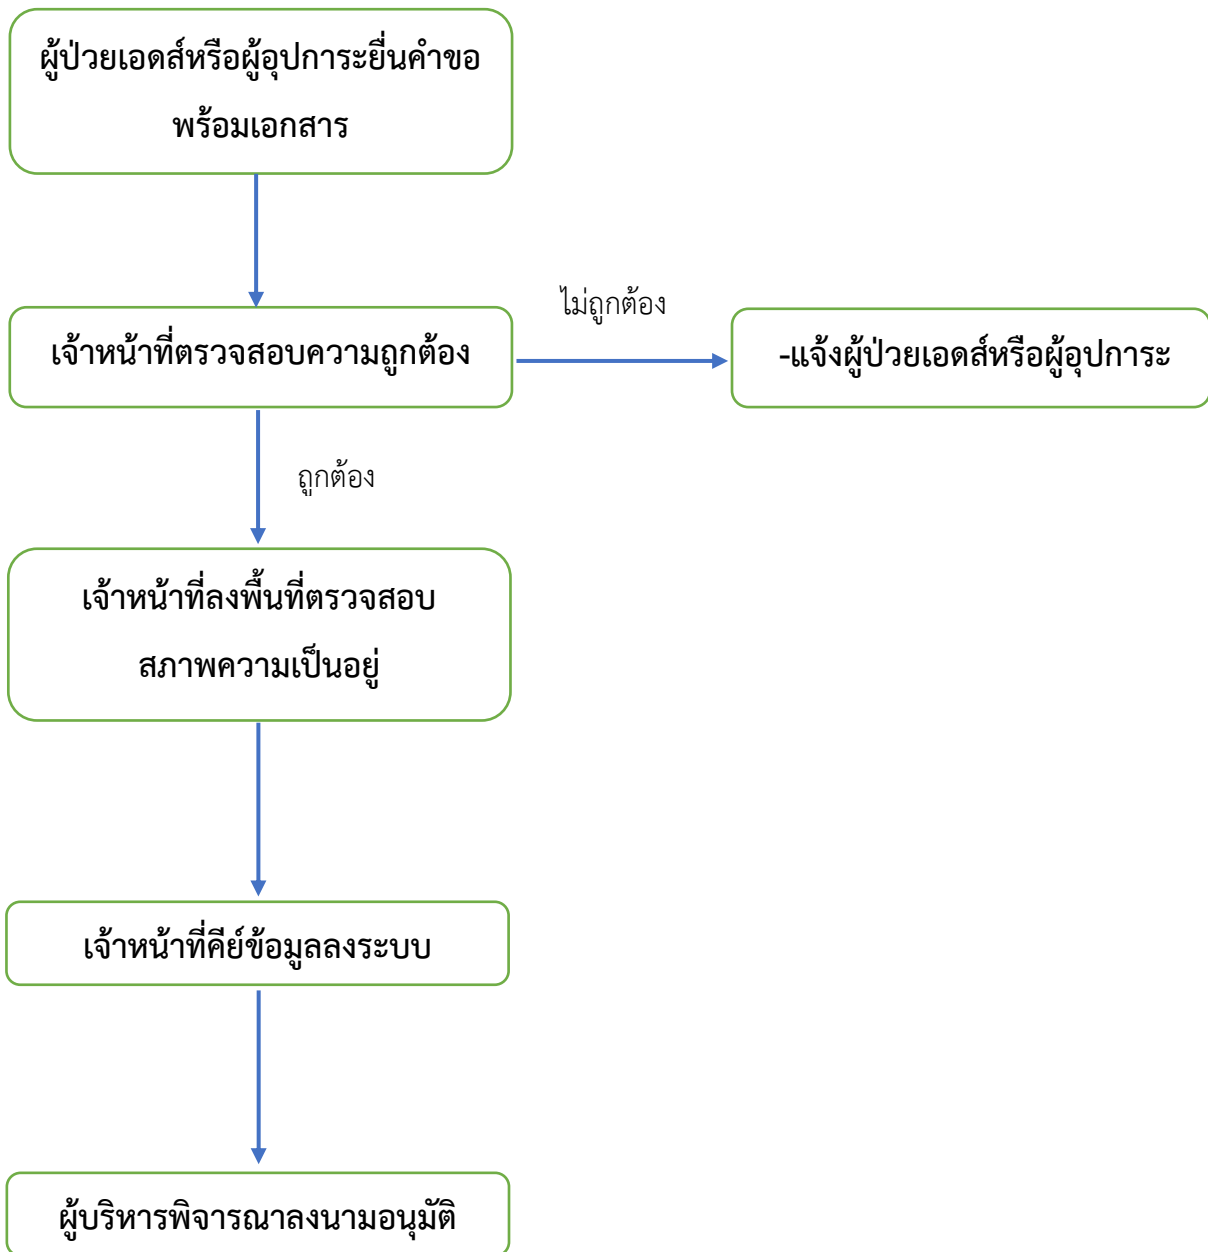 ผู้ป่วยเอดส์หรือผู้อุปการะยื่นคำขอ
พร้อมเอกสาร
ไม่ถูกต้อง
เจ้าหน้าที่ตรวจสอบความถูกต้อง
-แจ้งผู้ป่วยเอดส์หรือผู้อุปการะ
ถูกต้อง
เจ้าหน้าที่ลงพื้นที่ตรวจสอบ
สภาพความเป็นอยู่
เจ้าหน้าที่คีย์ข้อมูลลงระบบ
ผู้บริหารพิจารณาลงนามอนุมัติ